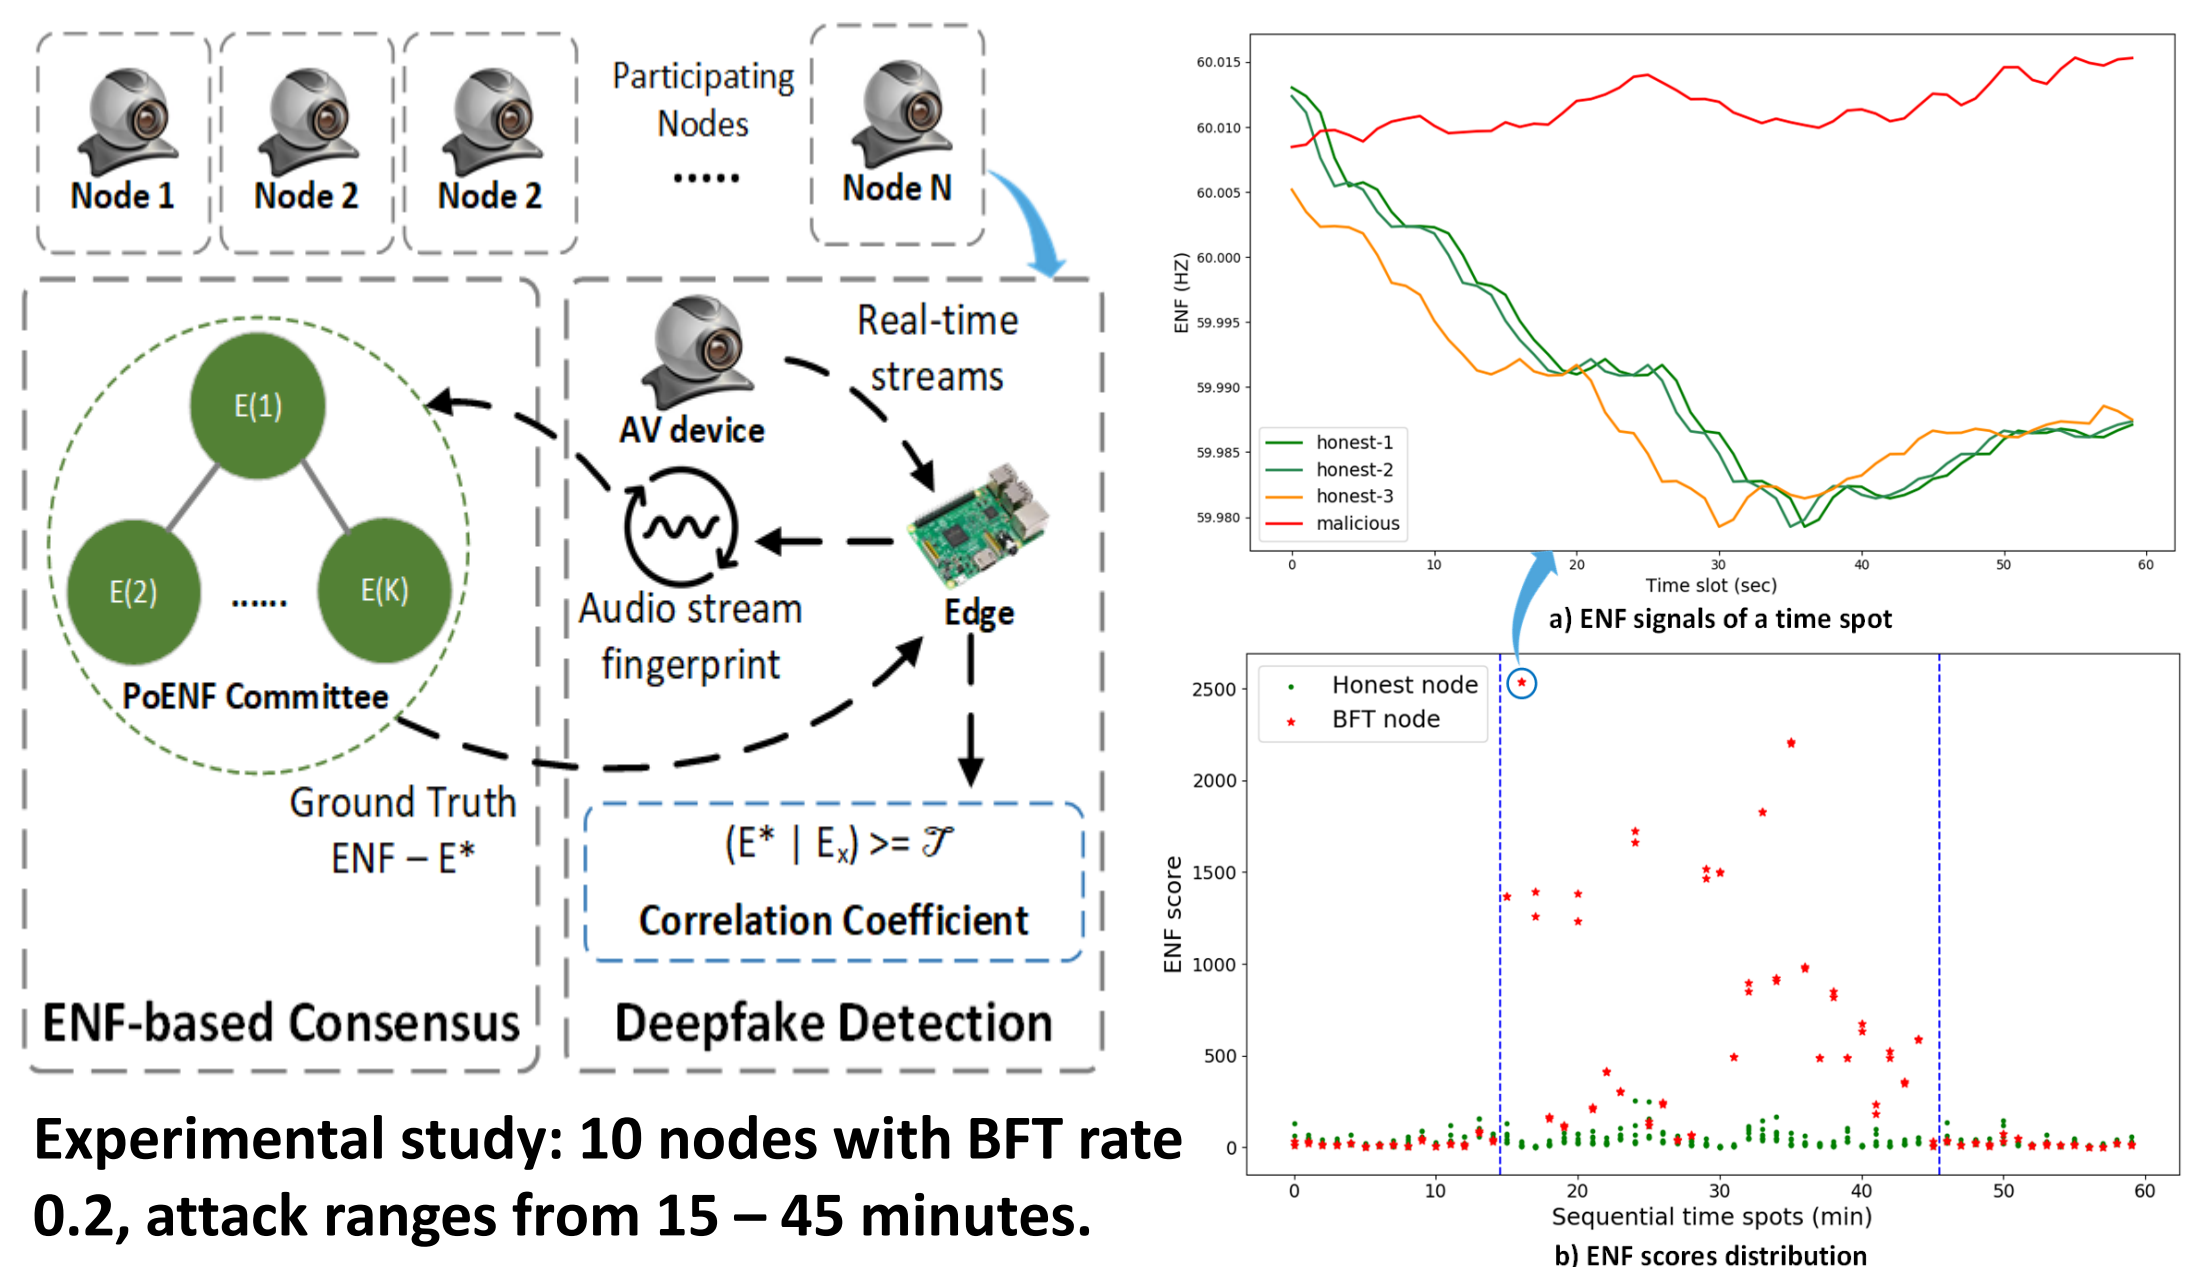 Node 1
Node 2
Node 2
Participating
Nodes
.....
Node N
E(1)
E(2)
......
E(K)
PoENF Committee
Ground Truth
ENF – E*
ENF-based Consensus
AV device
Real-time
streams
Audio stream
fingerprint
Edge
(E* | Ex) >= 𝒯
Correlation Coefficient
Deepfake Detection
Experimental study: 10 nodes with BFT rate
0.2, attack ranges from 15 – 45 minutes.
60.015
60.010
60.005
60.000
59.995
59.990
59.985
59.980
ENF (HZ)
honest-1
honest-2
honest-3
malicious
0 10 20 30 40 50 60
Time slot (sec)
a) ENF signals of a time spot
2500
2000
1500
1000
500
0
ENF score
Honest node
BFT node
0 10 20 30 40 50 60
Sequential time spots (min)
b) ENF scores distribution